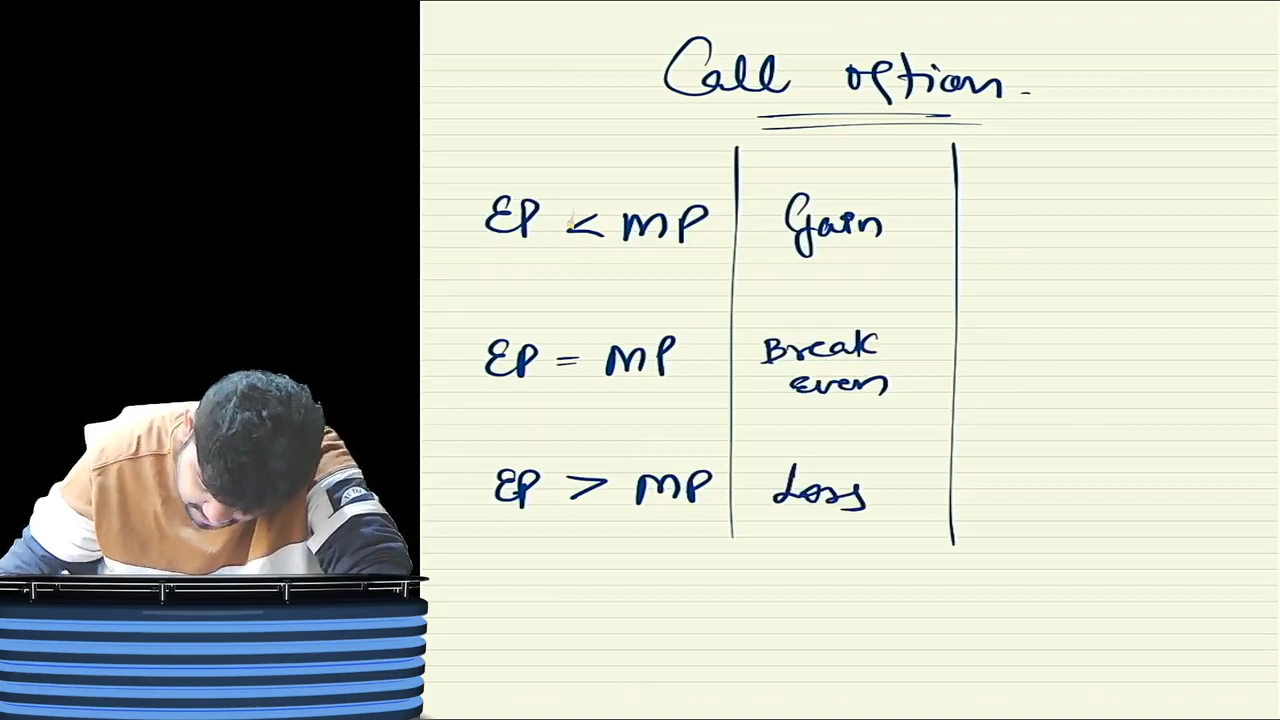 Call option.
EP < MP | Gain
EP = MP | Break even
EP > MP | Loss